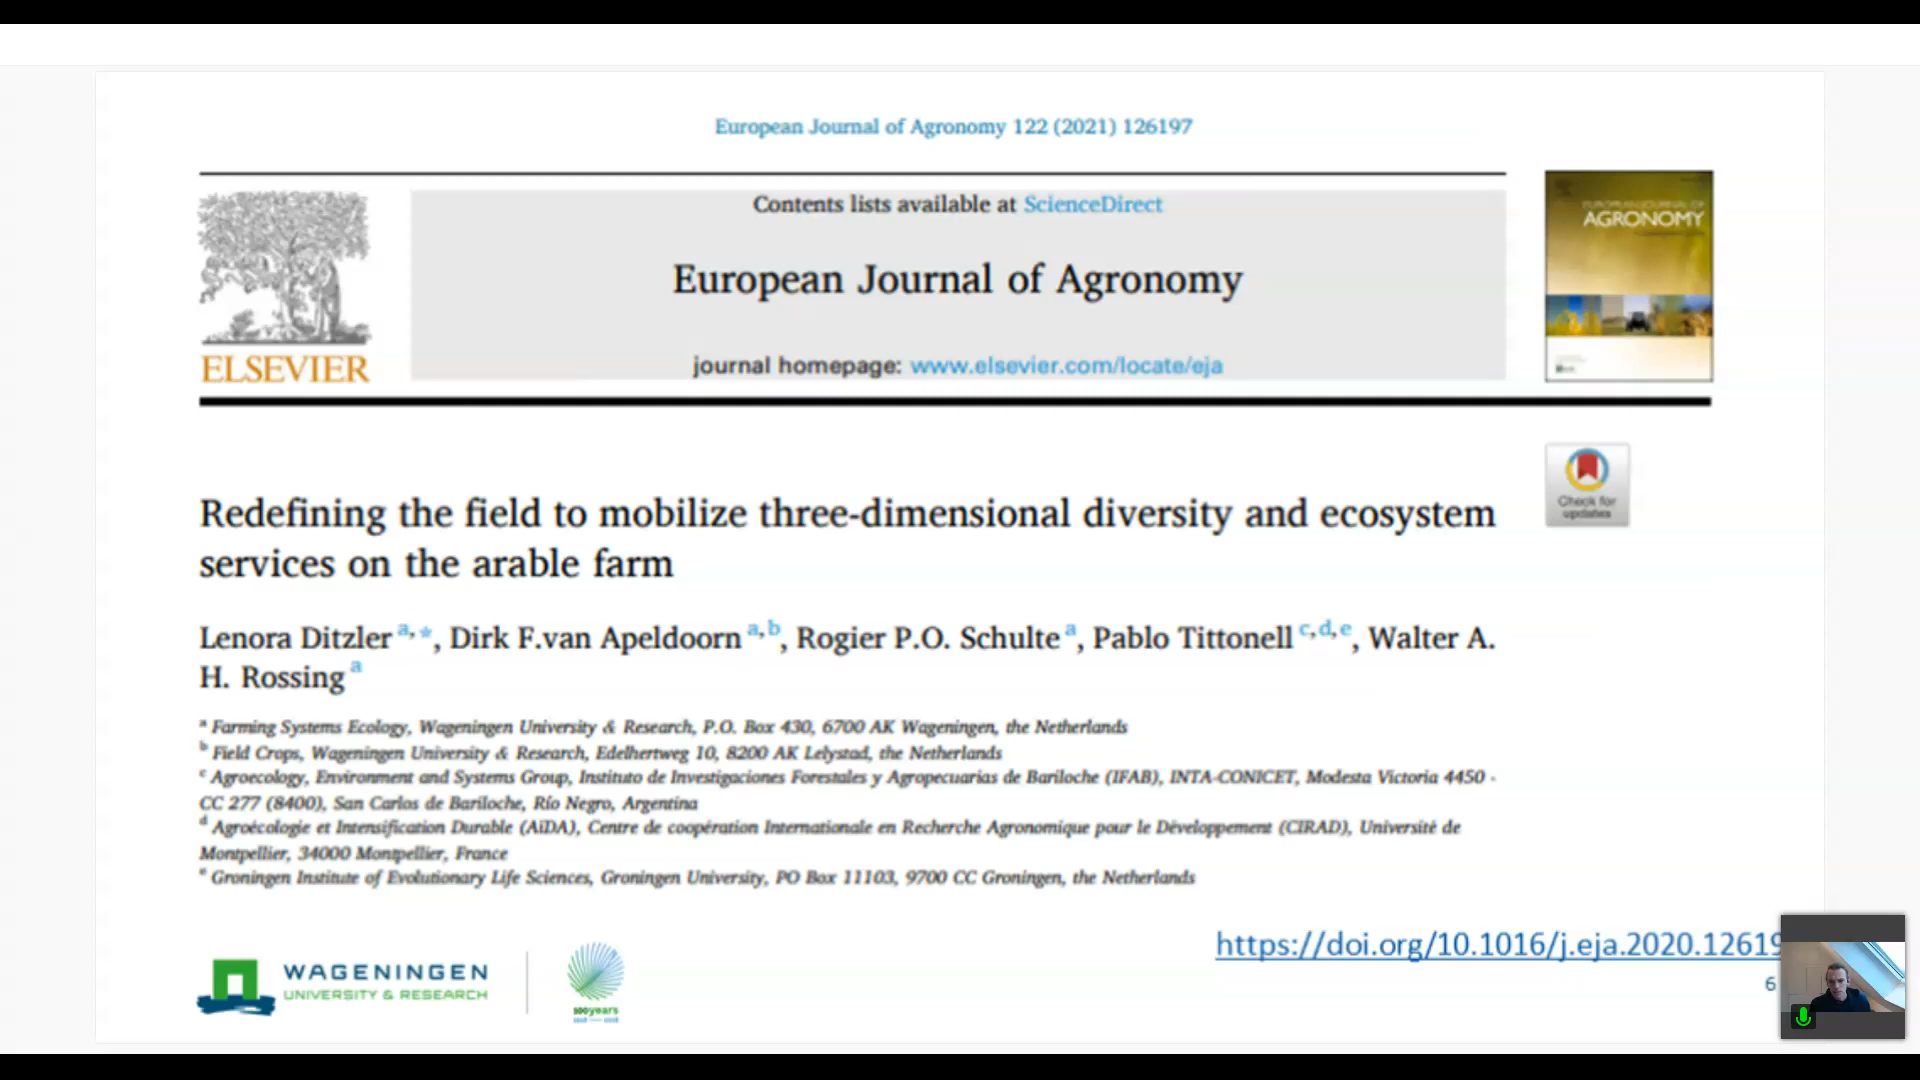 European Journal of Agronomy 122 (2021) 126197
Contents lists available at ScienceDirect
European Journal of Agronomy
journal homepage: www.elsevier.com/locate/eja
ELSEVIER
AGRONOMY
Check for
updates
Redefining the field to mobilize three-dimensional diversity and ecosystem
services on the arable farm
Lenora Ditzler a,*, Dirk F.van Apeldoorn a,b, Rogier P.O. Schulte a, Pablo Tittonell c,d,e, Walter A.
H. Rossing a
a Farming Systems Ecology, Wageningen University & Research, P.O. Box 430, 6700 AK Wageningen, the Netherlands
b Field Crops, Wageningen University & Research, Edelhertweg 10, 8200 AK Lelystad, the Netherlands
c Agroecology, Environment and Systems Group, Instituto de Investigaciones Forestales y Agropecuarias de Bariloche (IFAB), INTA-CONICET, Modesta Victoria 4450 -
CC 277 (8400), San Carlos de Bariloche, Río Negro, Argentina
d Agroécologie et Intensification Durable (AïDA), Centre de coopération Internationale en Recherche Agronomique pour le Développement (CIRAD), Université de
Montpellier, 34000 Montpellier, France
e Groningen Institute of Evolutionary Life Sciences, Groningen University, PO Box 11103, 9700 CC Groningen, the Netherlands
https://doi.org/10.1016/j.eja.2020.12619
WAGENINGEN
UNIVERSITY & RESEARCH
100years
6